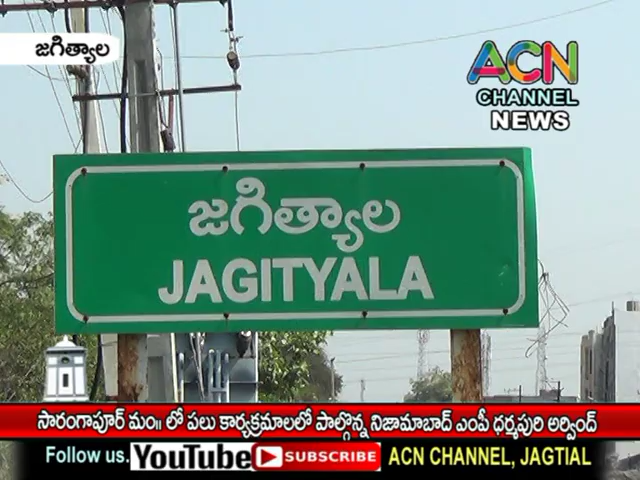 జగిత్యాల
ACN
CHANNEL
NEWS
జగిత్యాల
JAGITYALA
సారంగాపూర్ మం॥ లో పలు కార్యక్రమాలలో పాల్గొన్న నిజామాబాద్ ఎంపీ ధర్మపురి అర్వింద్
Follow us. YouTube SUBSCRIBE ACN CHANNEL, JAGTIAL